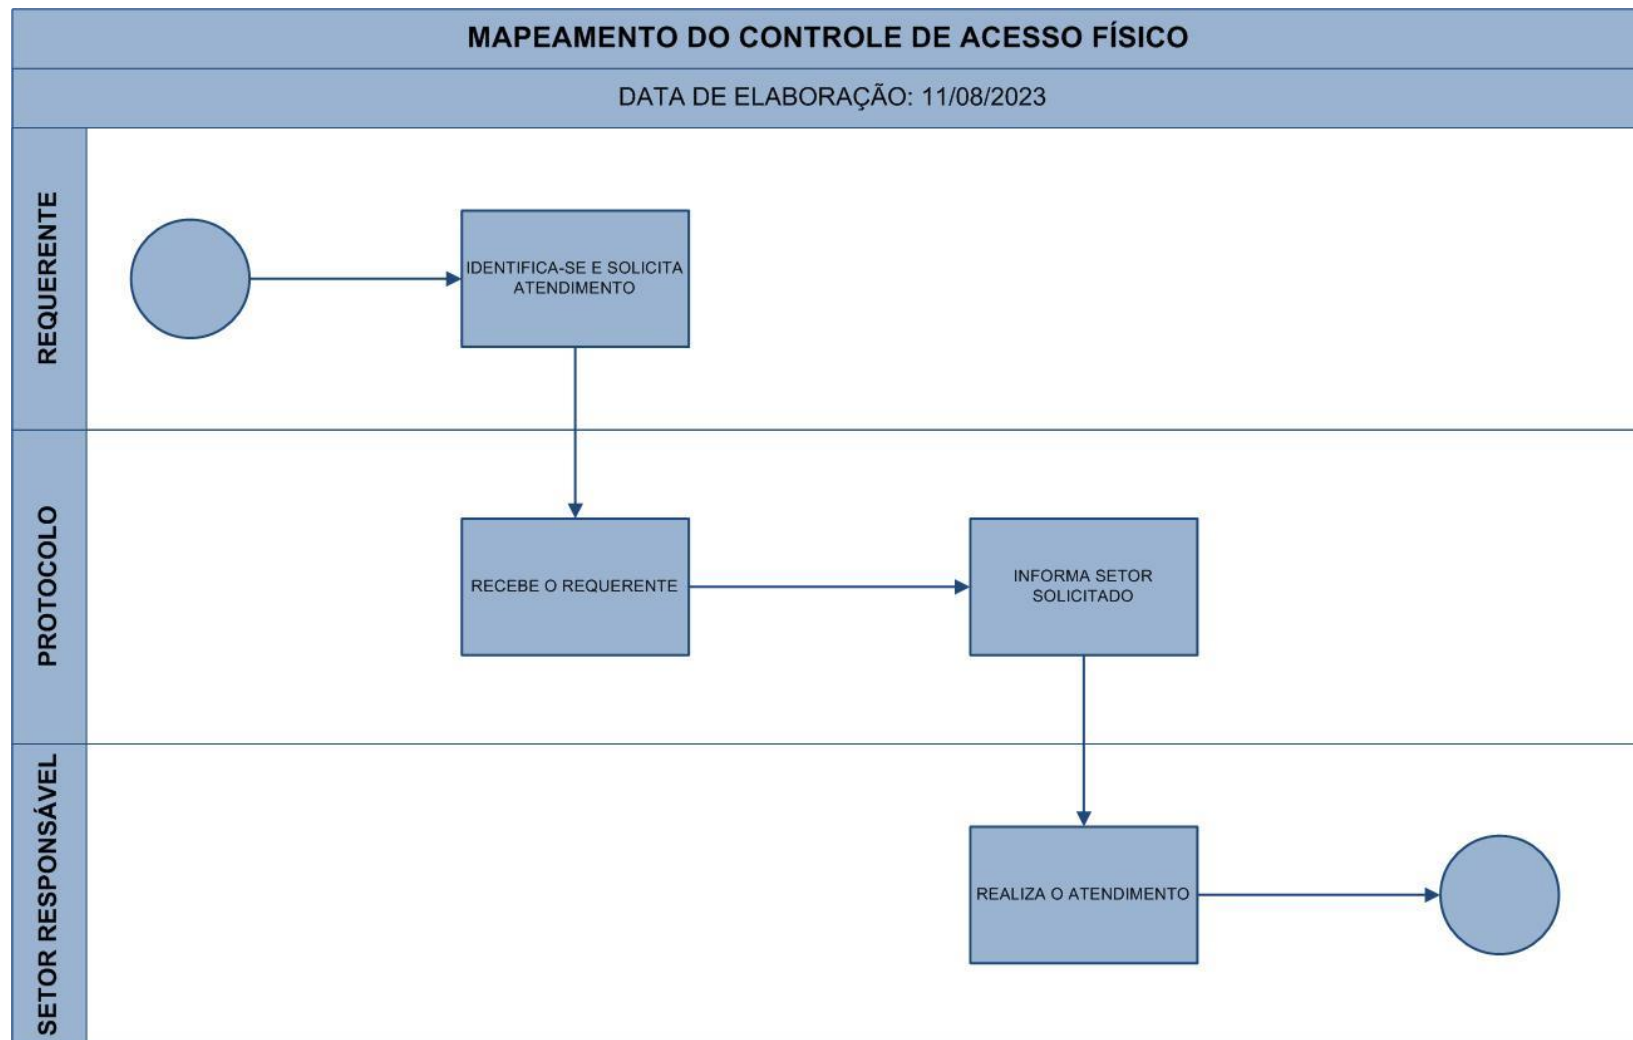 MAPEAMENTO DO CONTROLE DE ACESSO FÍSICO
DATA DE ELABORAÇÃO: 11/08/2023
REQUERENTE
IDENTIFICA-SE E SOLICITA
ATENDIMENTO
PROTOCOLO
RECEBE O REQUERENTE
INFORMA SETOR
SOLICITADO
SETOR RESPONSÁVEL
REALIZA O ATENDIMENTO